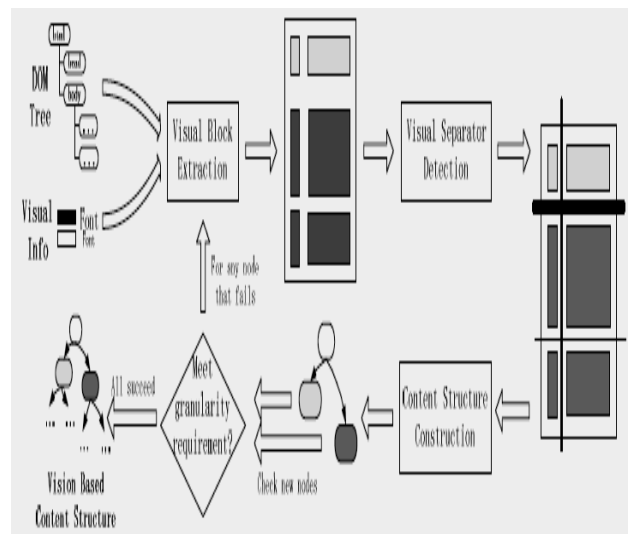 html
head
body
...
...
DOM
Tree
Visual
Info
Font
Font
Visual Block
Extraction
Visual Separator
Detection
For any node
that fails
Meet
granularity
requirement?
All succeed
Check new nodes
Content Structure
Construction
... ...
... ...
Vision Based
Content Structure